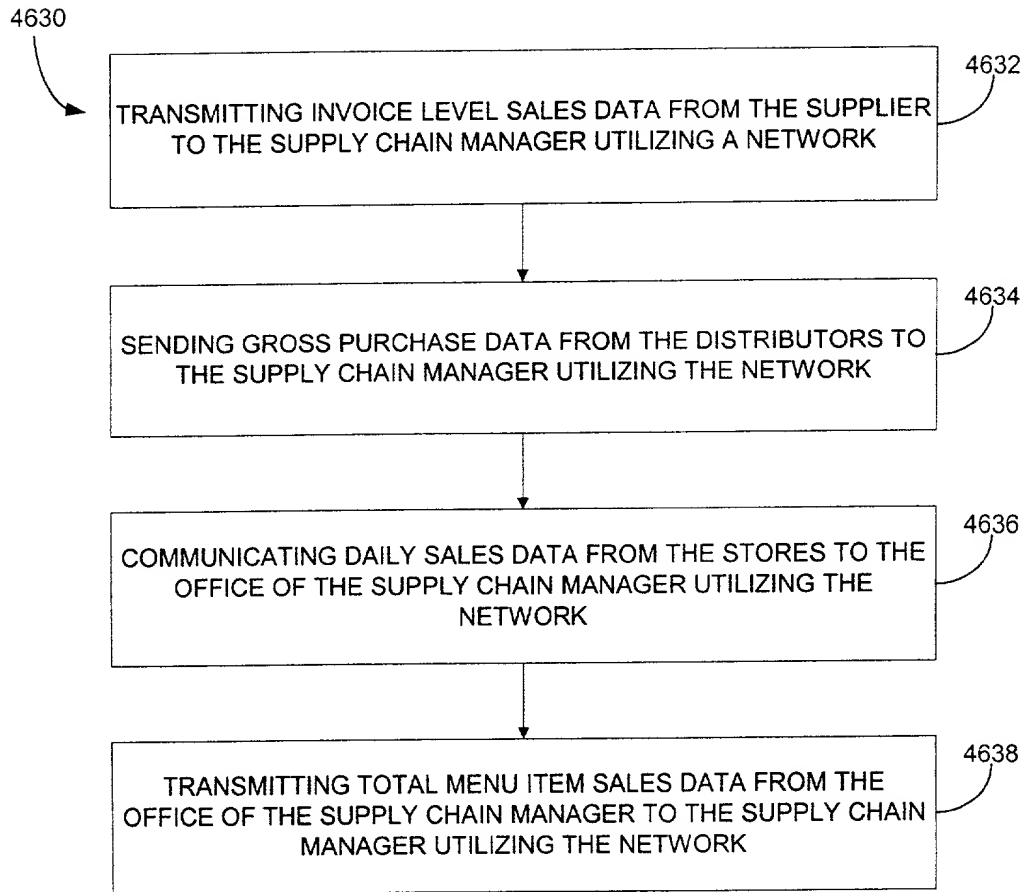 4630
4632
TRANSMITTING INVOICE LEVEL SALES DATA FROM THE SUPPLIER
TO THE SUPPLY CHAIN MANAGER UTILIZING A NETWORK
4634
SENDING GROSS PURCHASE DATA FROM THE DISTRIBUTORS TO
THE SUPPLY CHAIN MANAGER UTILIZING THE NETWORK
4636
COMMUNICATING DAILY SALES DATA FROM THE STORES TO THE
OFFICE OF THE SUPPLY CHAIN MANAGER UTILIZING THE
NETWORK
4638
TRANSMITTING TOTAL MENU ITEM SALES DATA FROM THE
OFFICE OF THE SUPPLY CHAIN MANAGER TO THE SUPPLY CHAIN
MANAGER UTILIZING THE NETWORK